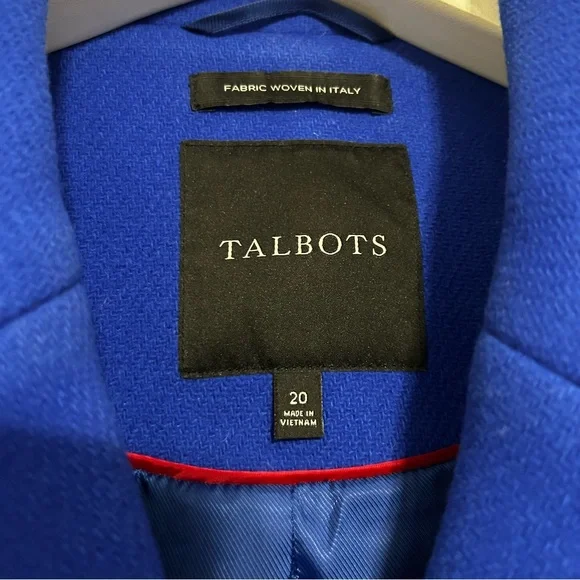 FABRIC WOVEN IN ITALY
TALBOTS
20
MADE IN
VIETNAM